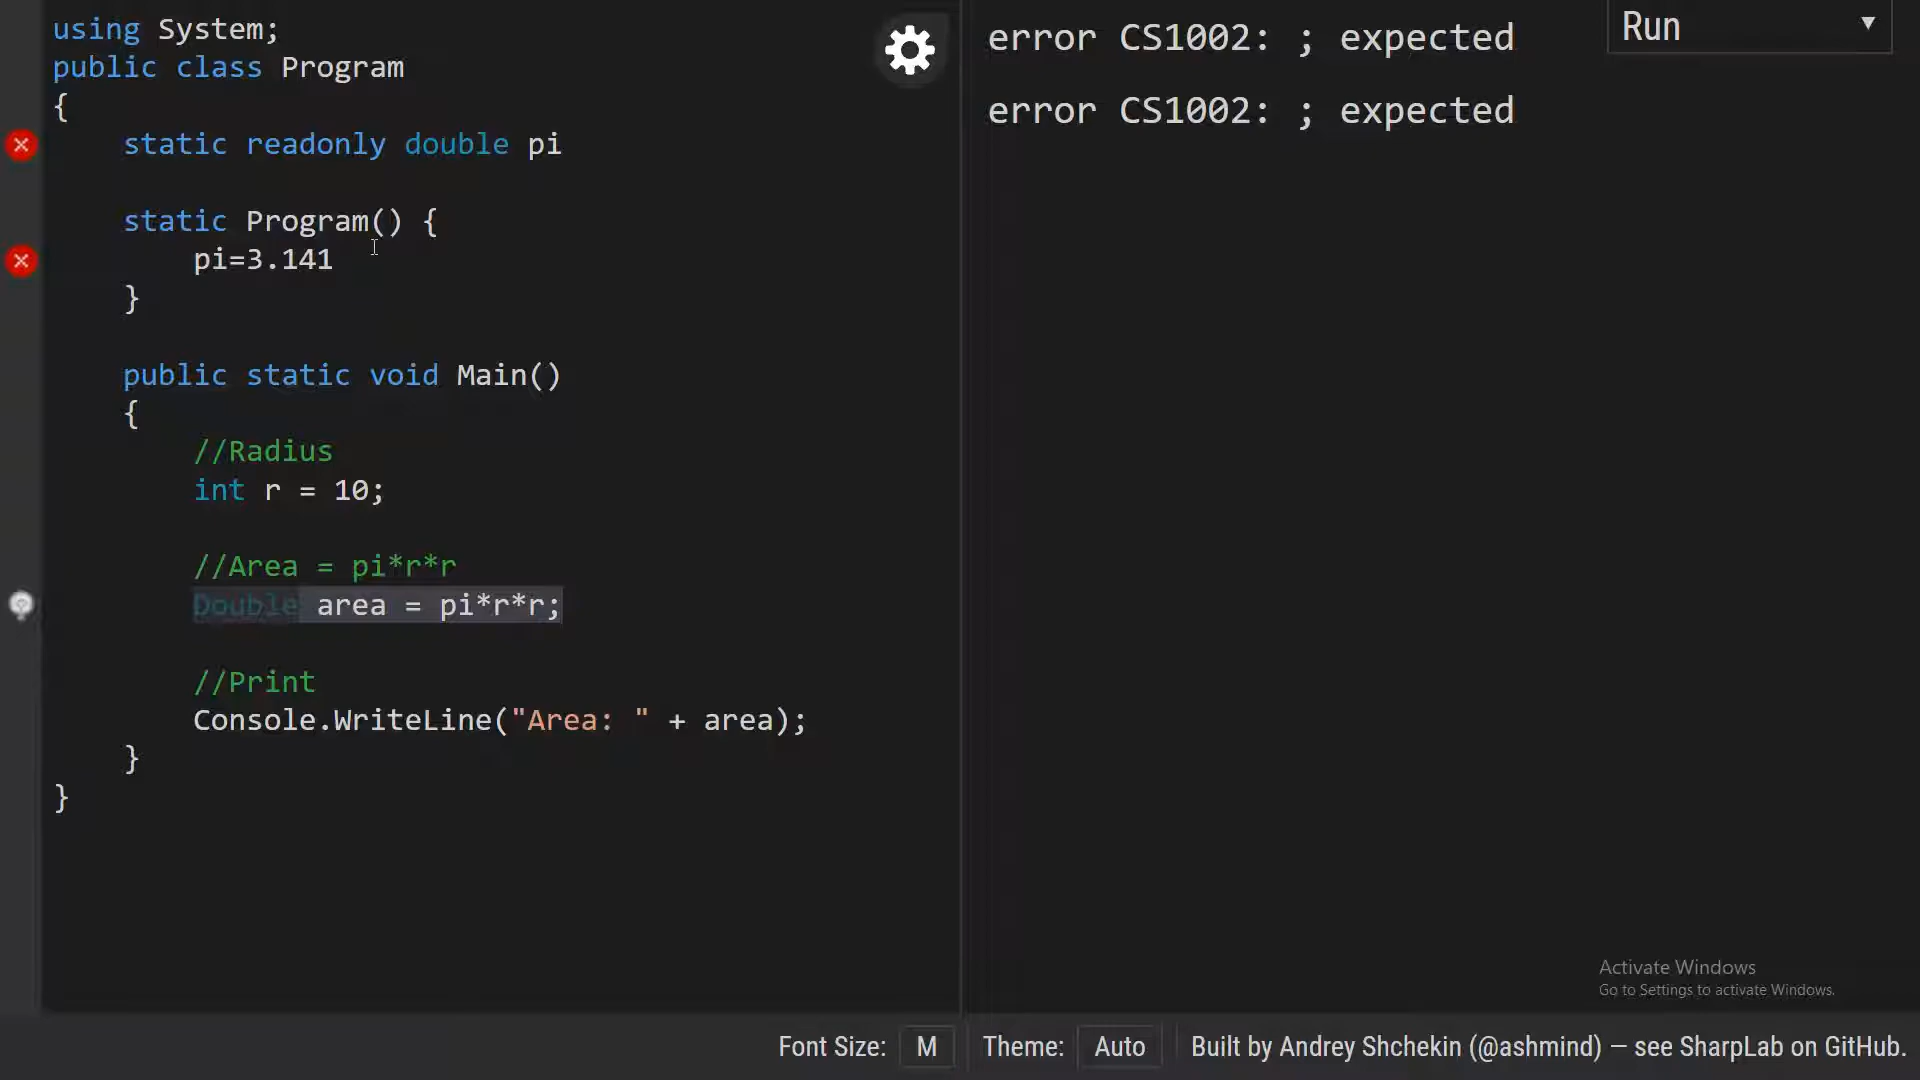 using System;
public class Program
{
    static readonly double pi

    static Program() {
        pi=3.141
    }

    public static void Main()
    {
        //Radius
        int r = 10;

        //Area = pi*r*r
        Double area = pi*r*r;

        //Print
        Console.WriteLine("Area: " + area);
    }
}
error CS1002: ; expected
error CS1002: ; expected
Run
Activate Windows
Go to Settings to activate Windows.
Font Size: M Theme: Auto Built by Andrey Shchekin (@ashmind) — see SharpLab on GitHub.